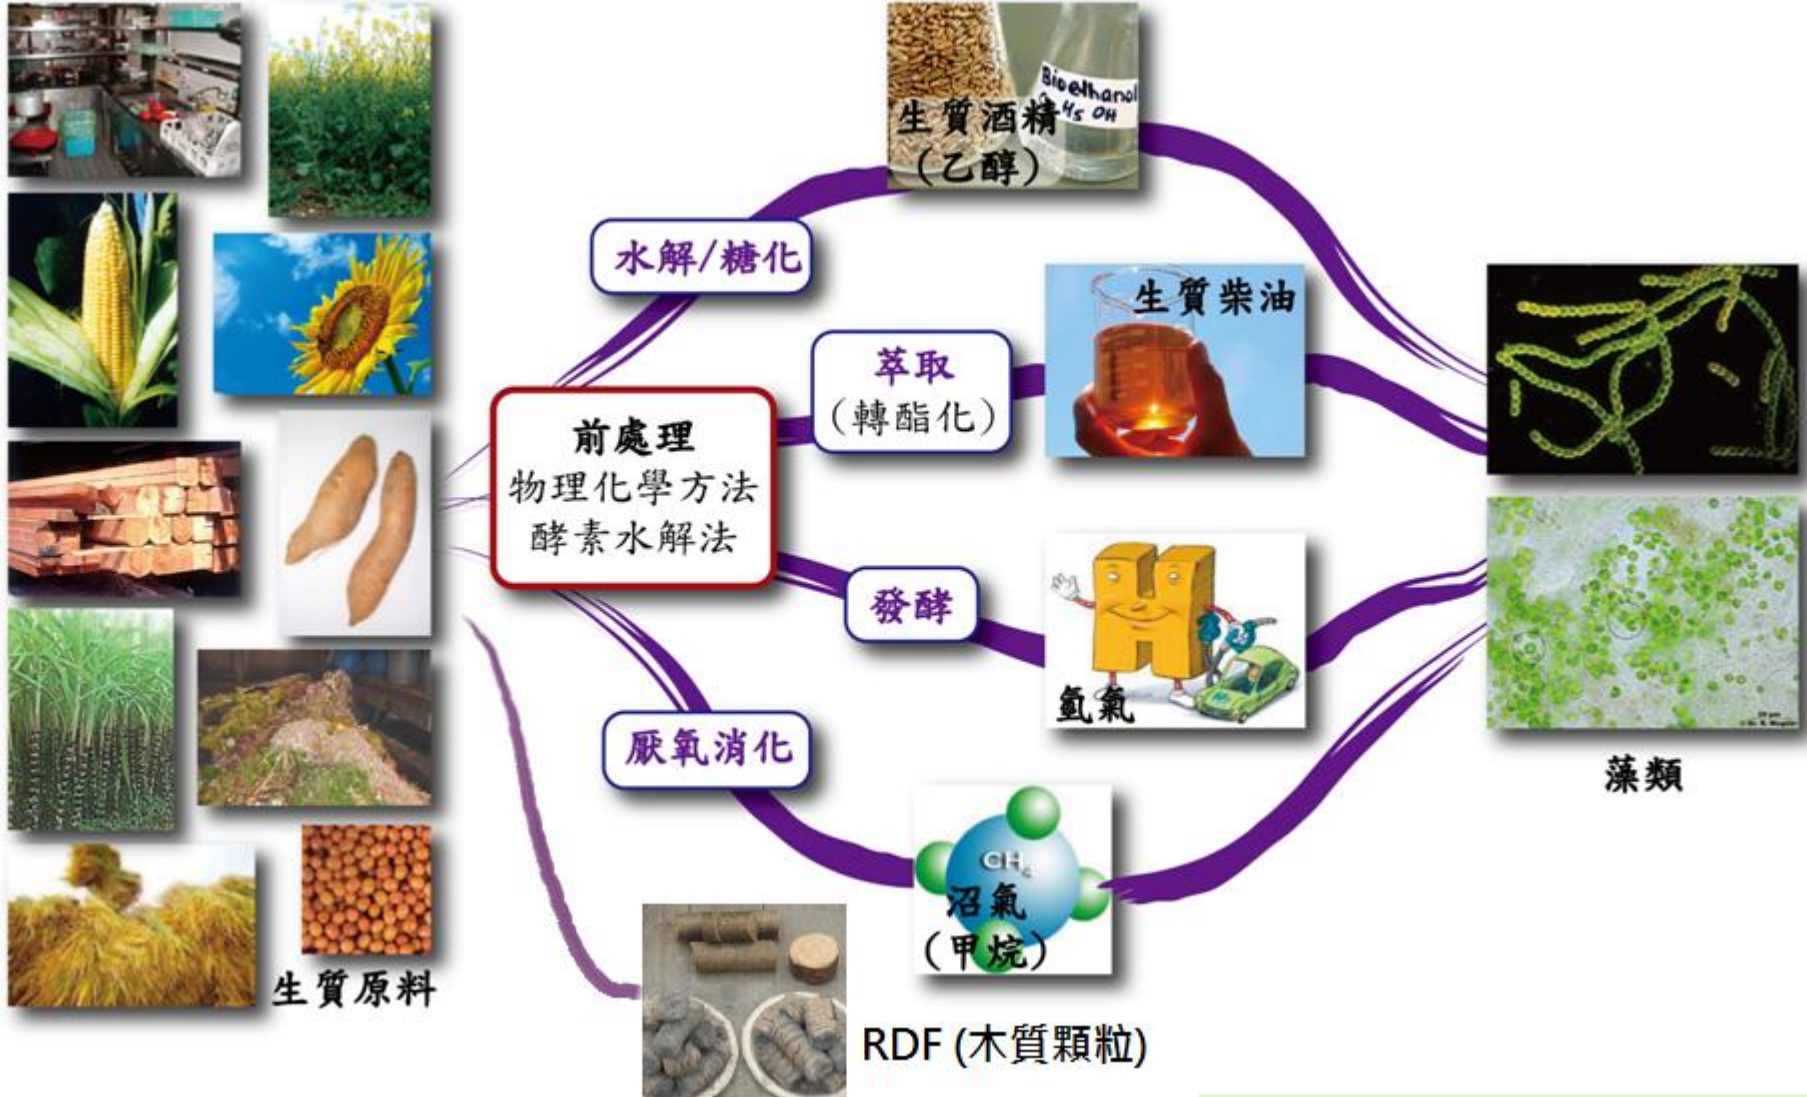 生質原料
前處理
物理化學方法
酵素水解法
水解/糖化
Bioethanol
H5 OH
生質酒精
(乙醇)
萃取
(轉酯化)
生質柴油
發酵
氫氣
厭氧消化
CH4
沼氣
(甲烷)
RDF (木質顆粒)
藻類